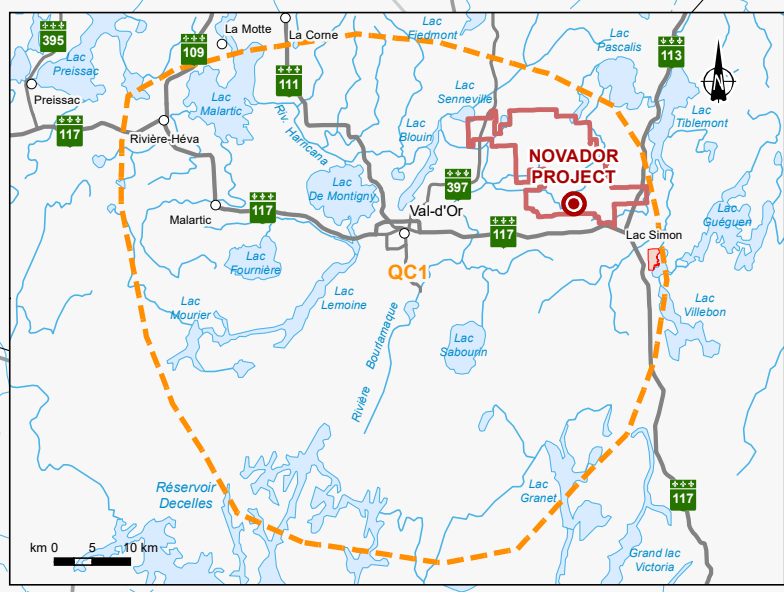 395
Lac
Preissac
Preissac
117
109
La Motte
La Corne
111
Lac
Malartic
Rivière-Héva
Riv. Harricana
Lac
Fiedmont
Lac
Senneville
Lac
Blouin
Lac
Pascalis
113
Lac
Tiblemont
NOVADOR
PROJECT
Lac
De Montigny
397
Malartic
117
Val-d'Or
117
Lac Simon
Lac
Guéguen
Lac
Fournière
QC1
Lac
Mourier
Lac
Lemoine
Rivière Bourlamaque
Lac
Sabourin
Lac
Villebon
Réservoir
Decelles
Lac
Granet
117
Grand lac
Victoria
km 0 5 10 km